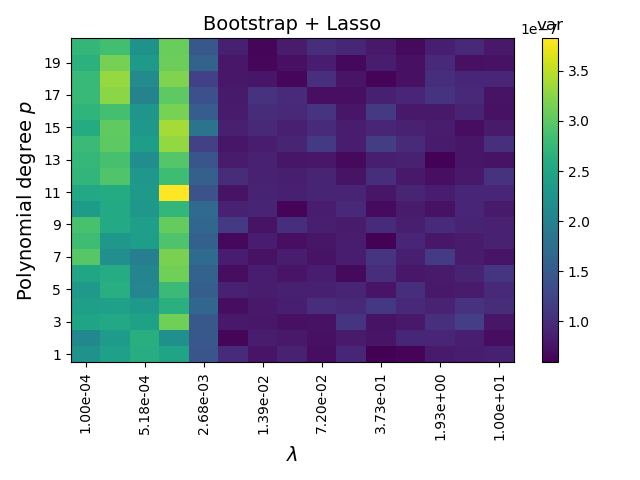 Bootstrap + Lasso
var
1e−7
Polynomial degree p
19
17
15
13
11
9
7
5
3
1
3.5
3.0
2.5
2.0
1.5
1.0
1.00e-04
5.18e-04
2.68e-03
1.39e-02
7.20e-02
3.73e-01
1.93e+00
1.00e+01
λ